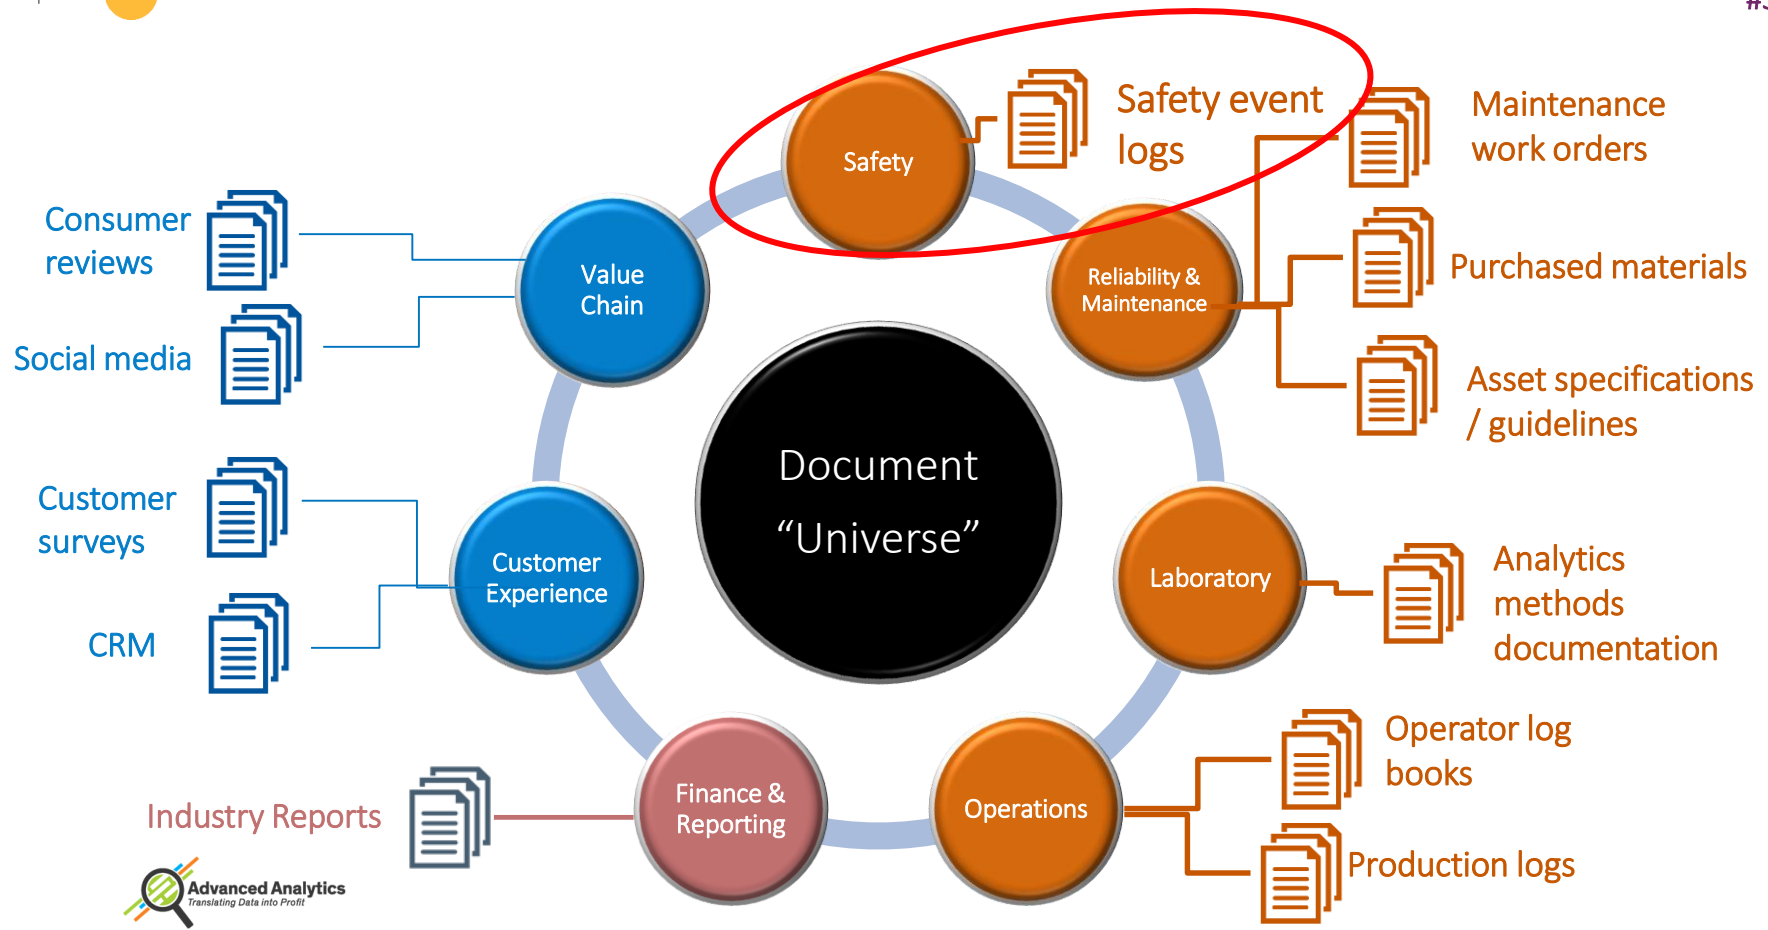 Safety
Safety event
logs
Maintenance
work orders
Reliability &
Maintenance
Purchased materials
Asset specifications
/ guidelines
Laboratory
Analytics
methods
documentation
Operations
Operator log
books
Production logs
Finance &
Reporting
Industry Reports
Customer
Experience
Customer
surveys
CRM
Value
Chain
Consumer
reviews
Social media
Document
“Universe”
Advanced Analytics
Translating Data into Profit